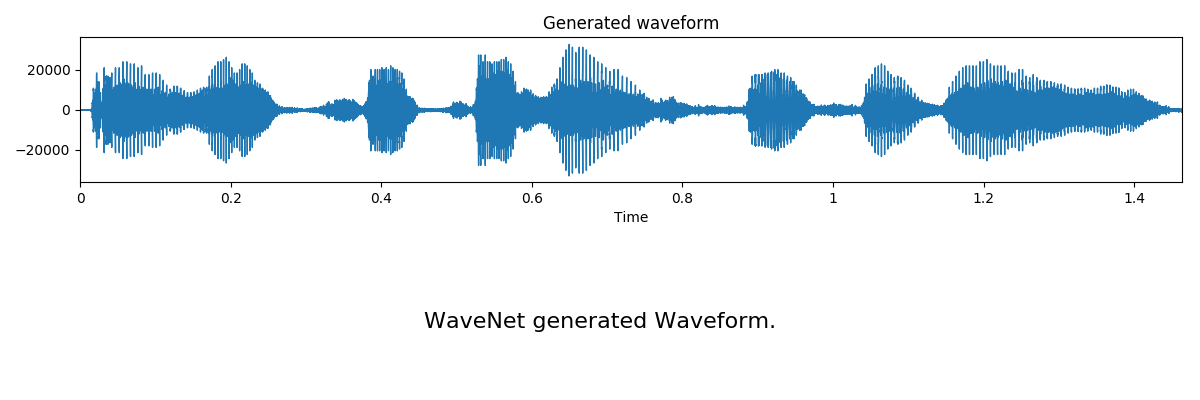 Generated waveform
20000
0
−20000
0 0.2 0.4 0.6 0.8 1 1.2 1.4
Time
WaveNet generated Waveform.